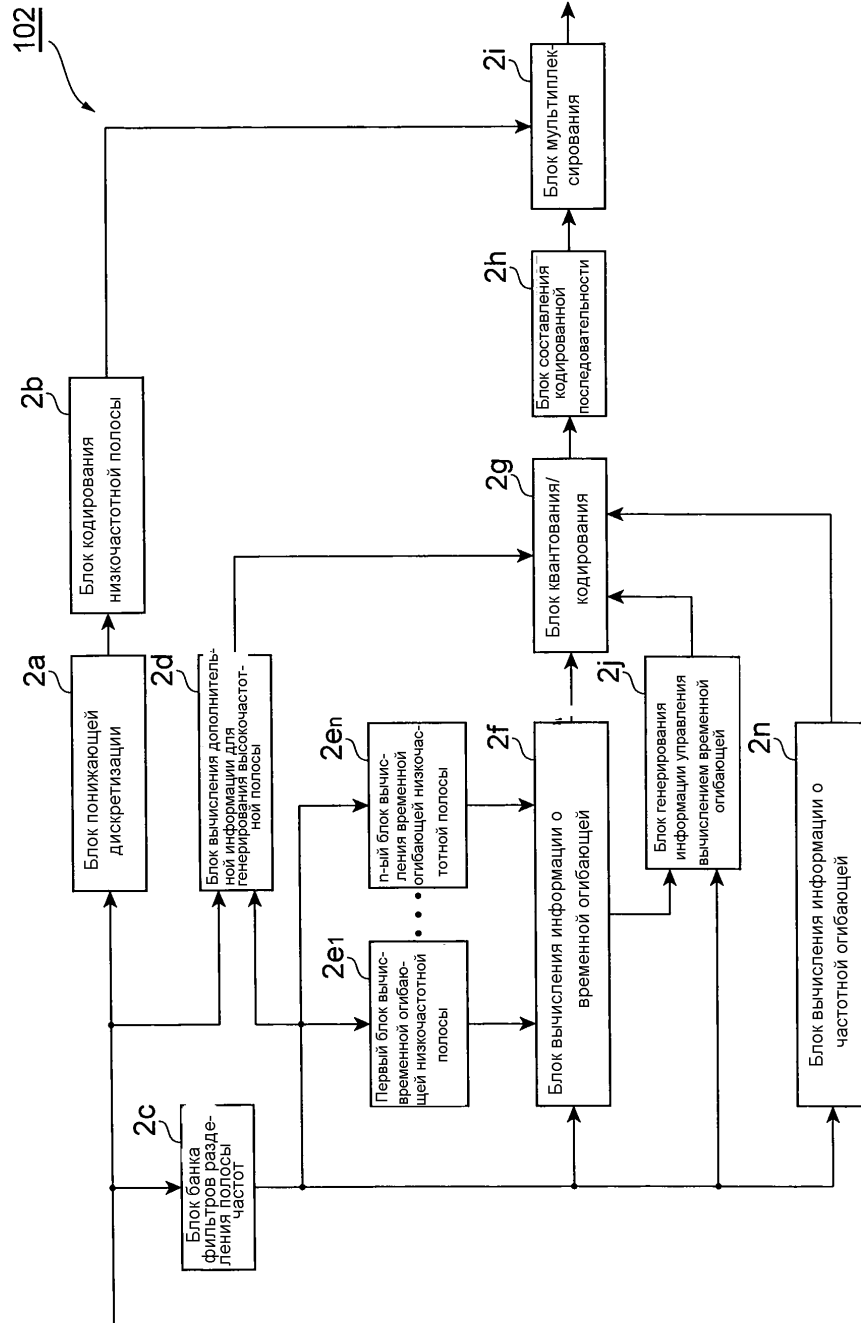 102
2a
Блок понижающей
дискретизации
2b
Блок кодирования
низкочастотной полосы
2c
Блок банка
фильтров разде-
ления полосы
частот
2d
Блок вычисления дополнитель-
ной информации для
генерирования высокочастот-
ной полосы
2e1
Первый блок вычис-
временной огибаю-
щей низкочастотной
полосы
2en
n-ый блок вычис-
ления временной
огибающей низкочас-
тотной полосы
2f
Блок вычисления информации о
временной огибающей
2g
Блок квантования/
кодирования
2h
Блок составления
кодированной
последовательности
2i
Блок мультиплек-
сирования
2j
Блок генерирования
информации управления
вычислением временной
огибающей
2n
Блок вычисления информации о
частотной огибающей